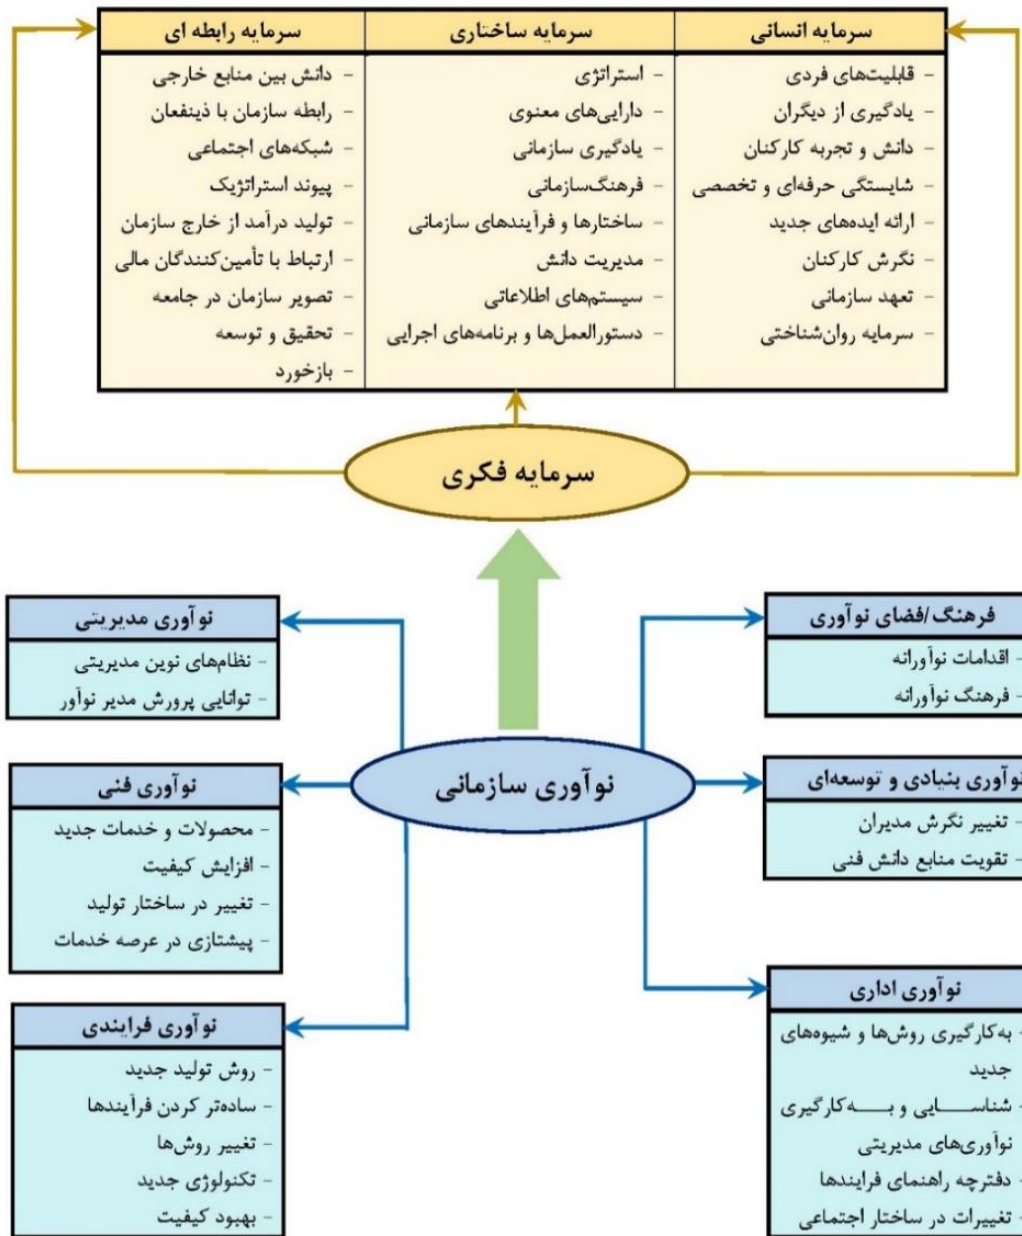 سرمایه انسانی
- قابلیت‌های فردی
- یادگیری از دیگران
- دانش و تجربه کارکنان
- شایستگی حرفه‌ای و تخصصی
- ارائه ایده‌های جدید
- نگرش کارکنان
- تعهد سازمانی
- سرمایه روان‌شناختی
سرمایه ساختاری
- استراتژی
- دارایی‌های معنوی
- یادگیری سازمانی
- فرهنگ‌سازمانی
- ساختارها و فرآیندهای سازمانی
- مدیریت دانش
- سیستم‌های اطلاعاتی
- دستورالعمل‌ها و برنامه‌های اجرایی
سرمایه رابطه ای
- دانش بین منابع خارجی
- رابطه سازمان با ذینفعان
- شبکه‌های اجتماعی
- پیوند استراتژیک
- تولید درآمد از خارج سازمان
- ارتباط با تأمین‌کنندگان مالی
- تصویر سازمان در جامعه
- تحقیق و توسعه
- بازخورد
سرمایه فکری
فرهنگ/فضای نوآوری
- اقدامات نوآورانه
- فرهنگ نوآورانه
نوآوری مدیریتی
- نظام‌های نوین مدیریتی
- توانایی پرورش مدیر نوآور
نوآوری سازمانی
نوآوری بنیادی و توسعه‌ای
- تغییر نگرش مدیران
- تقویت منابع دانش فنی
نوآوری فنی
- محصولات و خدمات جدید
- افزایش کیفیت
- تغییر در ساختار تولید
- پیشتازی در عرصه خدمات
نوآوری اداری
- به‌کارگیری روش‌ها و شیوه‌های
جدید
- شناسایی و به‌کارگیری
نوآوری‌های مدیریتی
- دفترچه راهنمای فرایندها
- تغییرات در ساختار اجتماعی
نوآوری فرایندی
- روش تولید جدید
- ساده‌تر کردن فرآیندها
- تغییر روش‌ها
- تکنولوژی جدید
- بهبود کیفیت